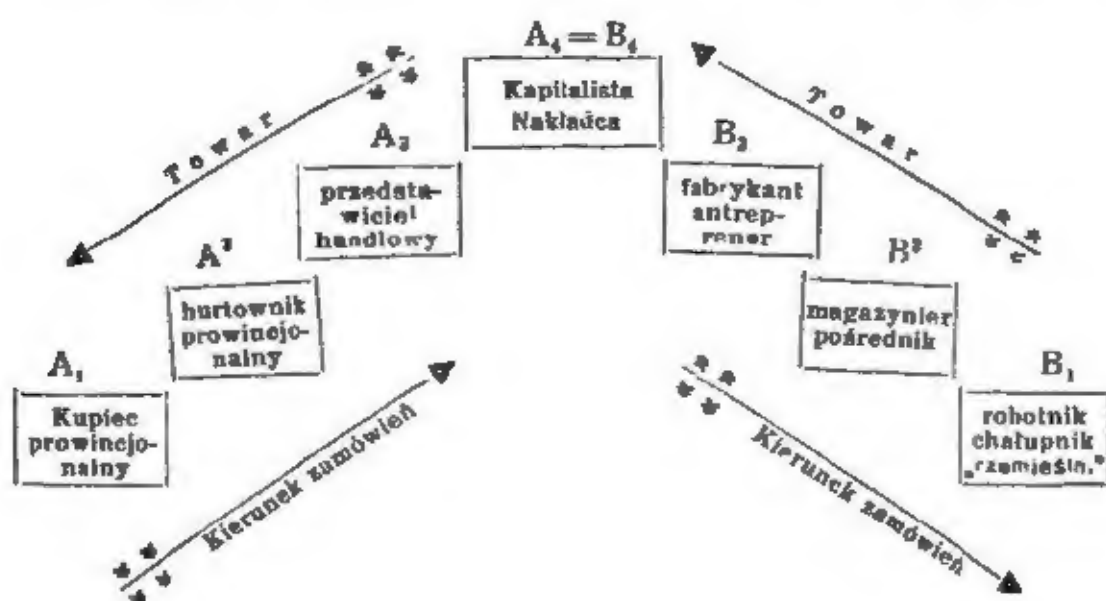 A₄ = B₄
Kapitalista
Nakładca
Towar
Towar
A₃
przedsta-
wiciel
handlowy
B₃
fabrykant
antrep-
rener
A²
hurtownik
prowincjo-
nalny
B²
magazynier
pośrednik
A₁
Kupiec
prowincjo-
nalny
B₁
robotnik
chałupnik
„rzemieśln."
Kierunek zamówień
Kierunek zamówień